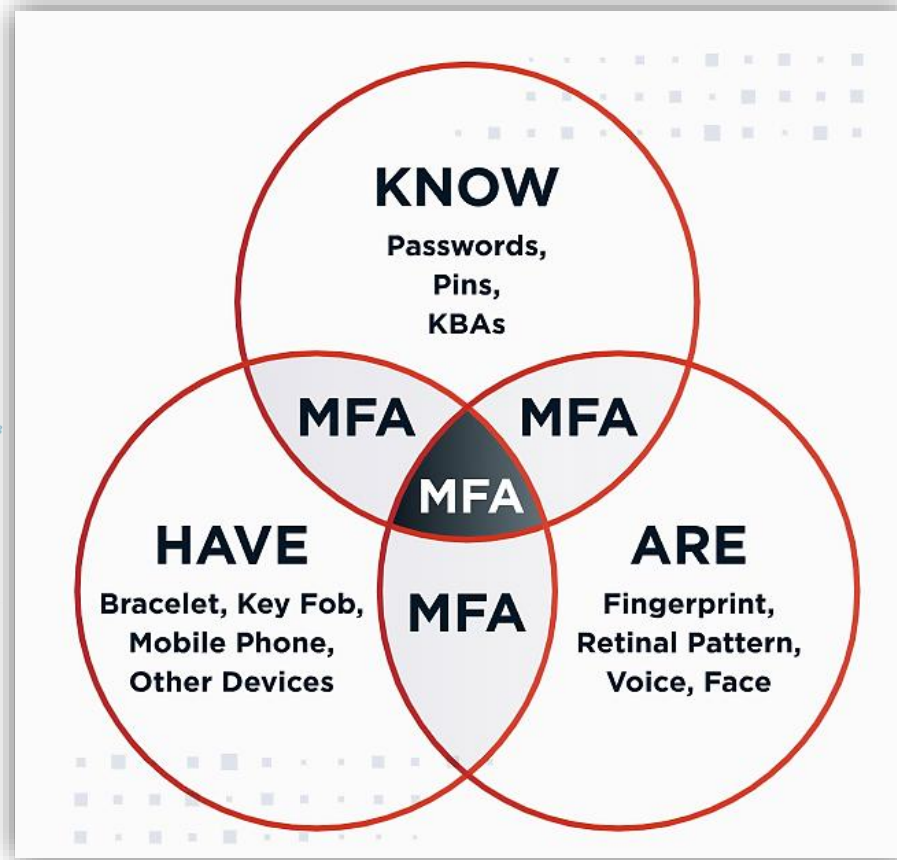 KNOW
Passwords,
Pins,
KBAs
MFA
MFA
MFA
HAVE
Bracelet, Key Fob,
Mobile Phone,
Other Devices
MFA
ARE
Fingerprint,
Retinal Pattern,
Voice, Face